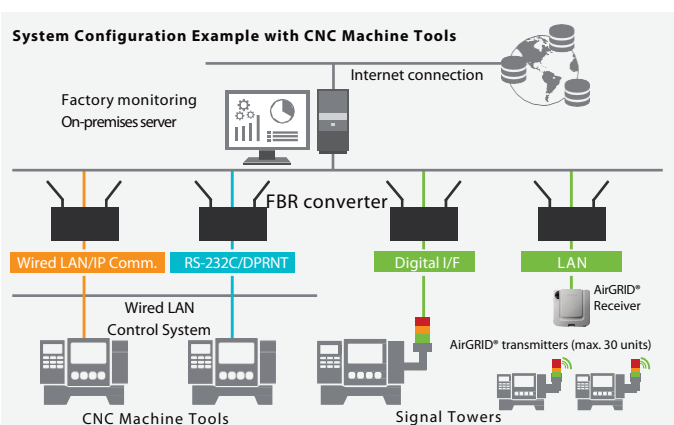 System Configuration Example with CNC Machine Tools
Internet connection
Factory monitoring
On-premises server
FBR converter
Wired LAN/IP Comm.
RS-232C/DPRNT
Digital I/F
LAN
AirGRID®
Receiver
Wired LAN
Control System
AirGRID® transmitters (max. 30 units)
CNC Machine Tools
Signal Towers